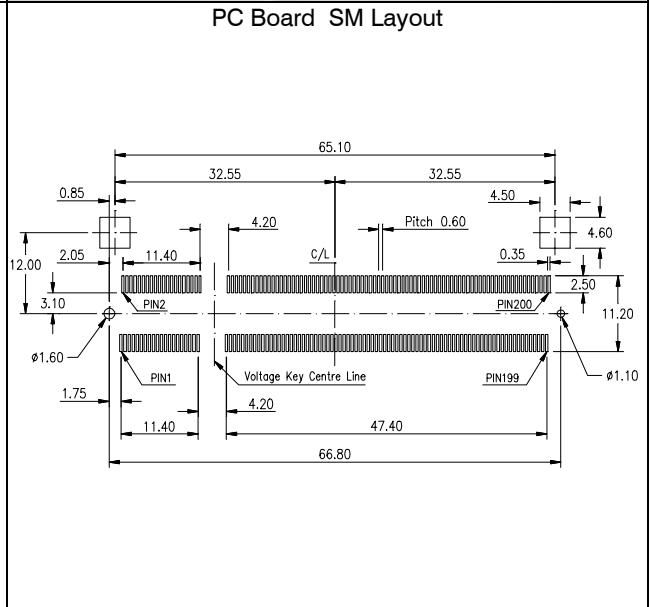 PC Board SM Layout
65.10
32.55 32.55
0.85 4.50
4.20 Pitch 0.60
4.60
2.05 11.40 C/L 0.35
12.00
2.50
3.10 PIN2 PIN200
11.20
ø1.60
PIN1 Voltage Key Centre Line PIN199 ø1.10
1.75
4.20
11.40 47.40
66.80